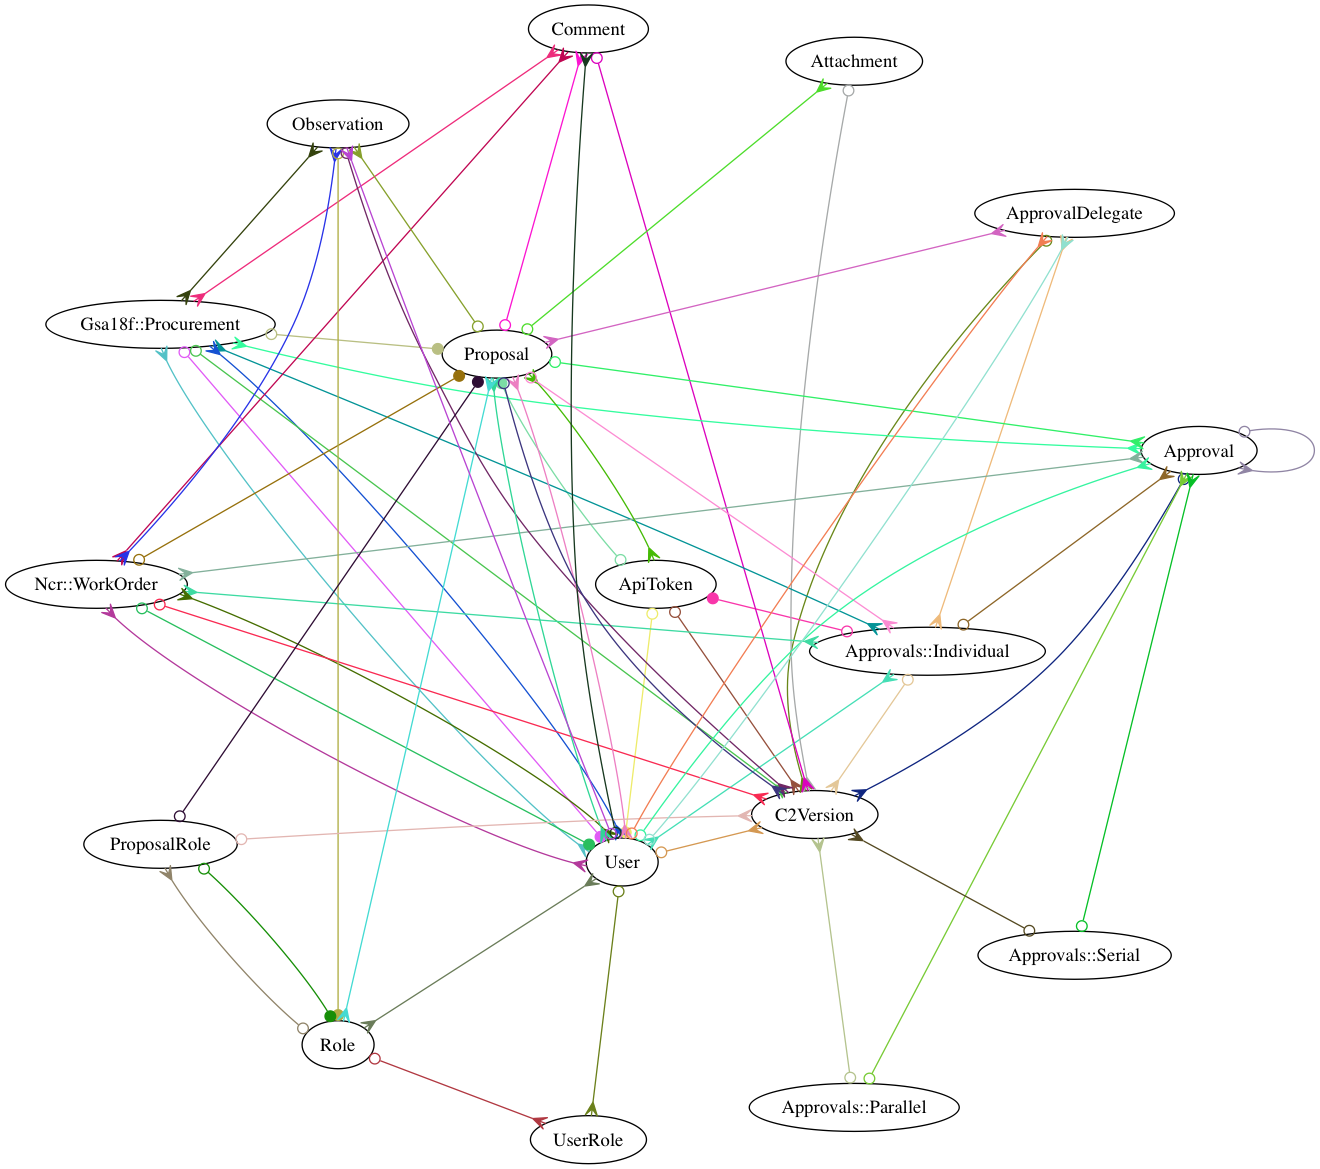 Comment
Attachment
Observation
ApprovalDelegate
Gsa18f::Procurement
Proposal
Approval
Ncr::WorkOrder
ApiToken
Approvals::Individual
C2Version
ProposalRole
User
Approvals::Serial
Role
Approvals::Parallel
UserRole